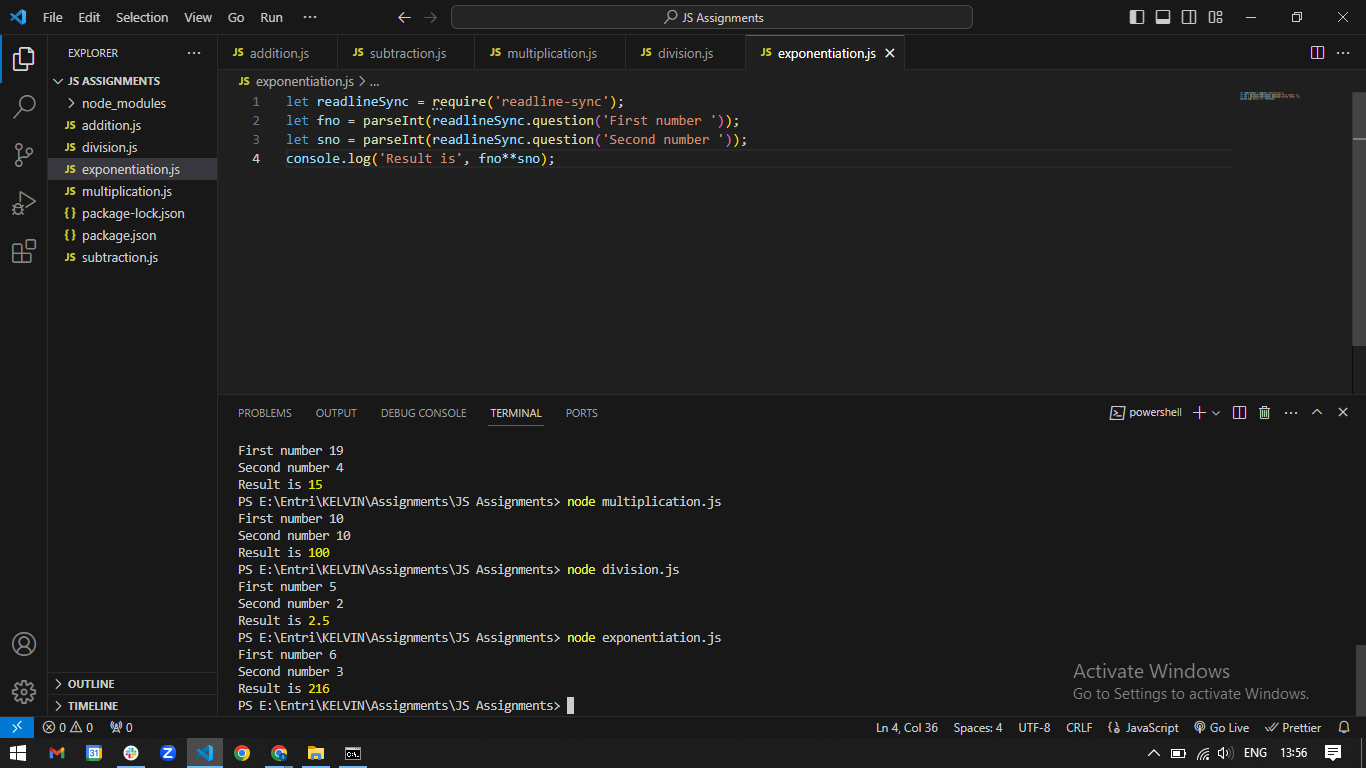 File Edit Selection View Go Run ··· JS Assignments
EXPLORER ···
JS ASSIGNMENTS
node_modules
JS addition.js
JS division.js
JS exponentiation.js
JS multiplication.js
{} package-lock.json
{} package.json
JS subtraction.js
OUTLINE
TIMELINE
JS addition.js JS subtraction.js JS multiplication.js JS division.js JS exponentiation.js
JS exponentiation.js > ...
1 let readlineSync = require('readline-sync');
2 let fno = parseInt(readlineSync.question('First number '));
3 let sno = parseInt(readlineSync.question('Second number '));
4 console.log('Result is', fno**sno);
PROBLEMS OUTPUT DEBUG CONSOLE TERMINAL PORTS powershell
First number 19
Second number 4
Result is 15
PS E:\Entri\KELVIN\Assignments\JS Assignments> node multiplication.js
First number 10
Second number 10
Result is 100
PS E:\Entri\KELVIN\Assignments\JS Assignments> node division.js
First number 5
Second number 2
Result is 2.5
PS E:\Entri\KELVIN\Assignments\JS Assignments> node exponentiation.js
First number 6
Second number 3
Result is 216
PS E:\Entri\KELVIN\Assignments\JS Assignments>
Activate Windows
Go to Settings to activate Windows.
0 0 0 Ln 4, Col 36 Spaces: 4 UTF-8 CRLF {} JavaScript Go Live Prettier
31 ENG 13:56